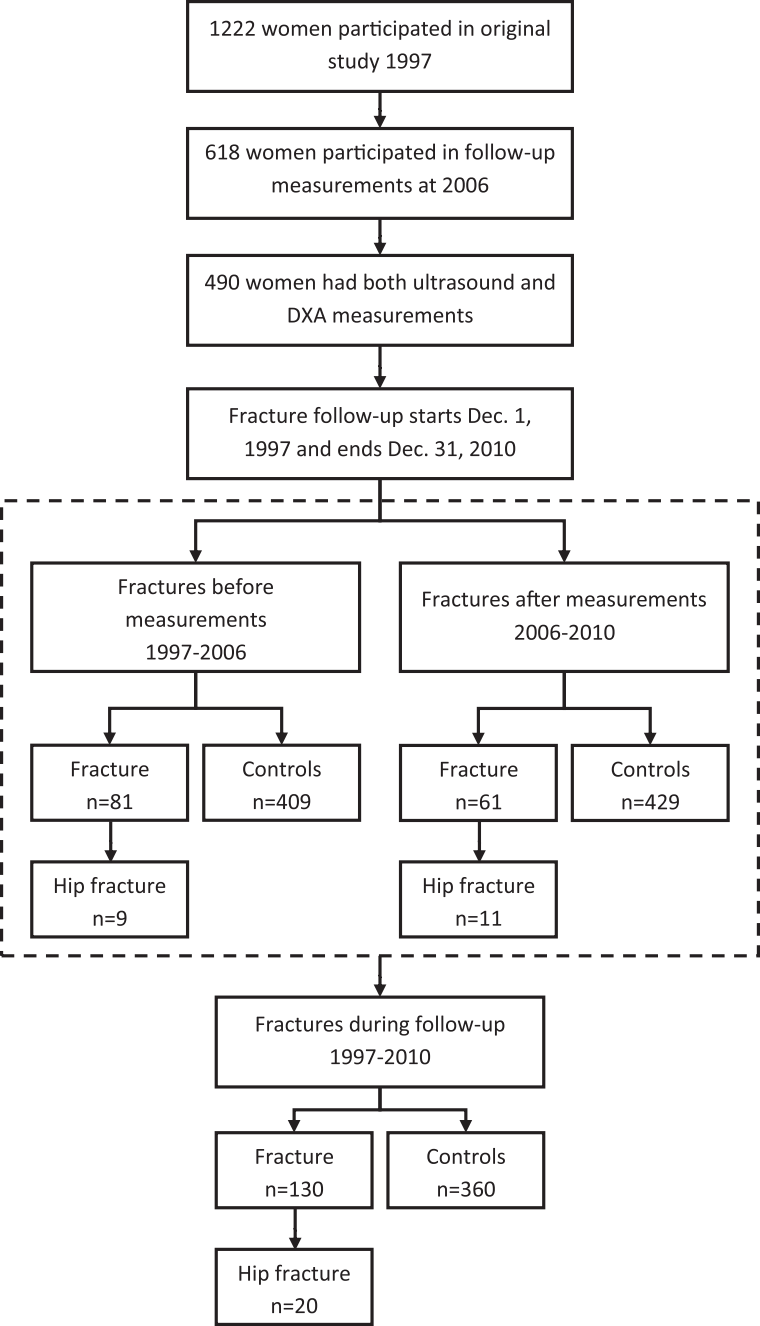 1222 women participated in original
study 1997
618 women participated in follow-up
measurements at 2006
490 women had both ultrasound and
DXA measurements
Fracture follow-up starts Dec. 1,
1997 and ends Dec. 31, 2010
Fractures before
measurements
1997-2006
Fractures after measurements
2006-2010
Fracture
n=81
Controls
n=409
Fracture
n=61
Controls
n=429
Hip fracture
n=9
Hip fracture
n=11
Fractures during follow-up
1997-2010
Fracture
n=130
Controls
n=360
Hip fracture
n=20